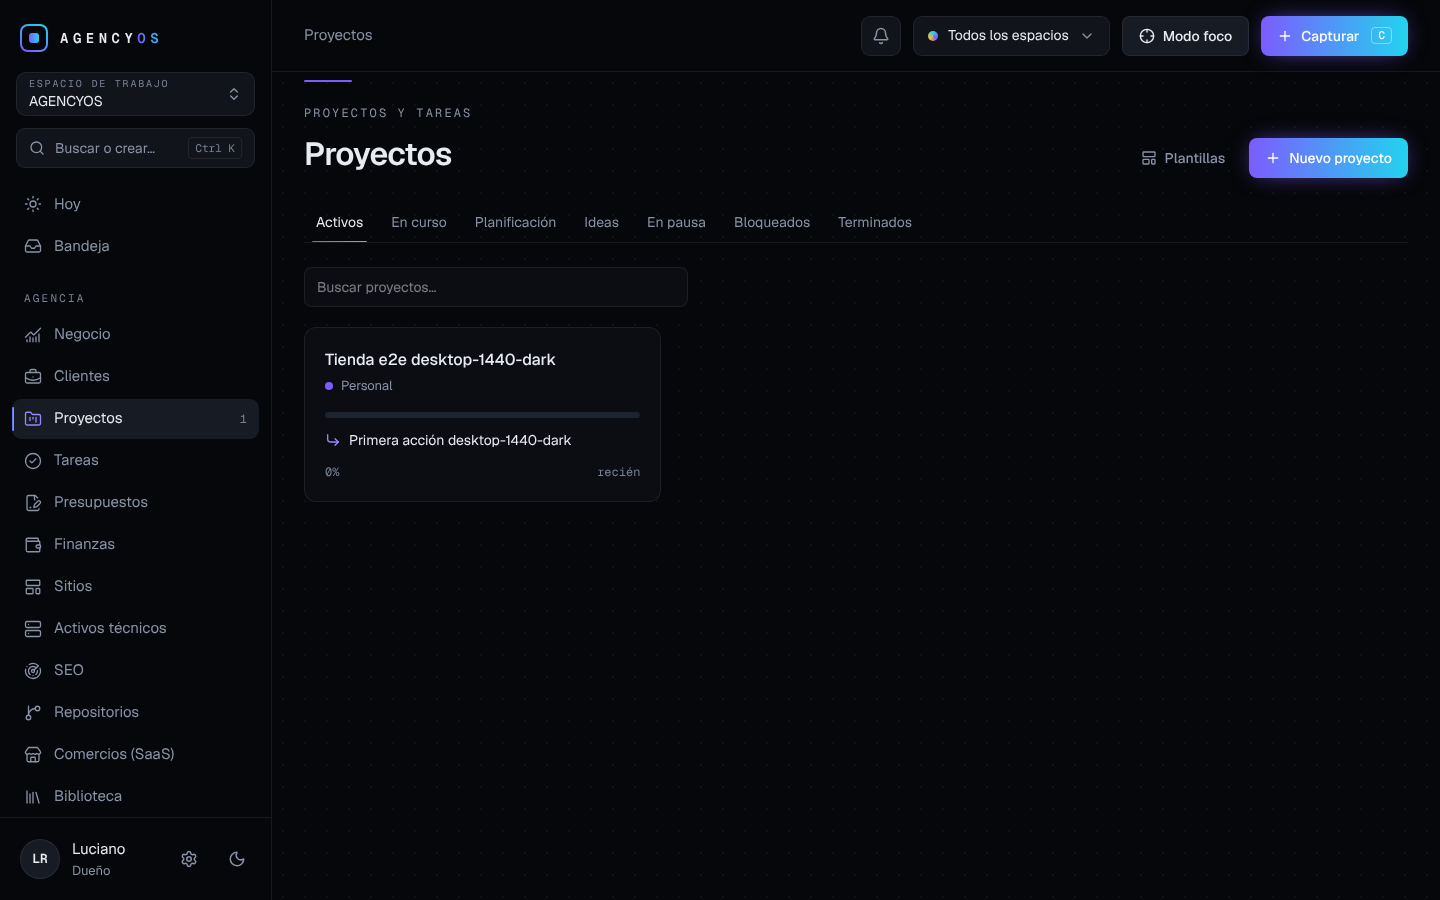 AGENCYOS
ESPACIO DE TRABAJO
AGENCYOS
Buscar o crear...
Ctrl K
Hoy
Bandeja
AGENCIA
Negocio
Clientes
Proyectos 1
Tareas
Presupuestos
Finanzas
Sitios
Activos técnicos
SEO
Repositorios
Comercios (SaaS)
Biblioteca
LR
Luciano
Dueño
Proyectos
Todos los espacios
Modo foco
Capturar C
PROYECTOS Y TAREAS
Proyectos
Plantillas
Nuevo proyecto
Activos En curso Planificación Ideas En pausa Bloqueados Terminados
Buscar proyectos...
Tienda e2e desktop-1440-dark
Personal
Primera acción desktop-1440-dark
0% recién